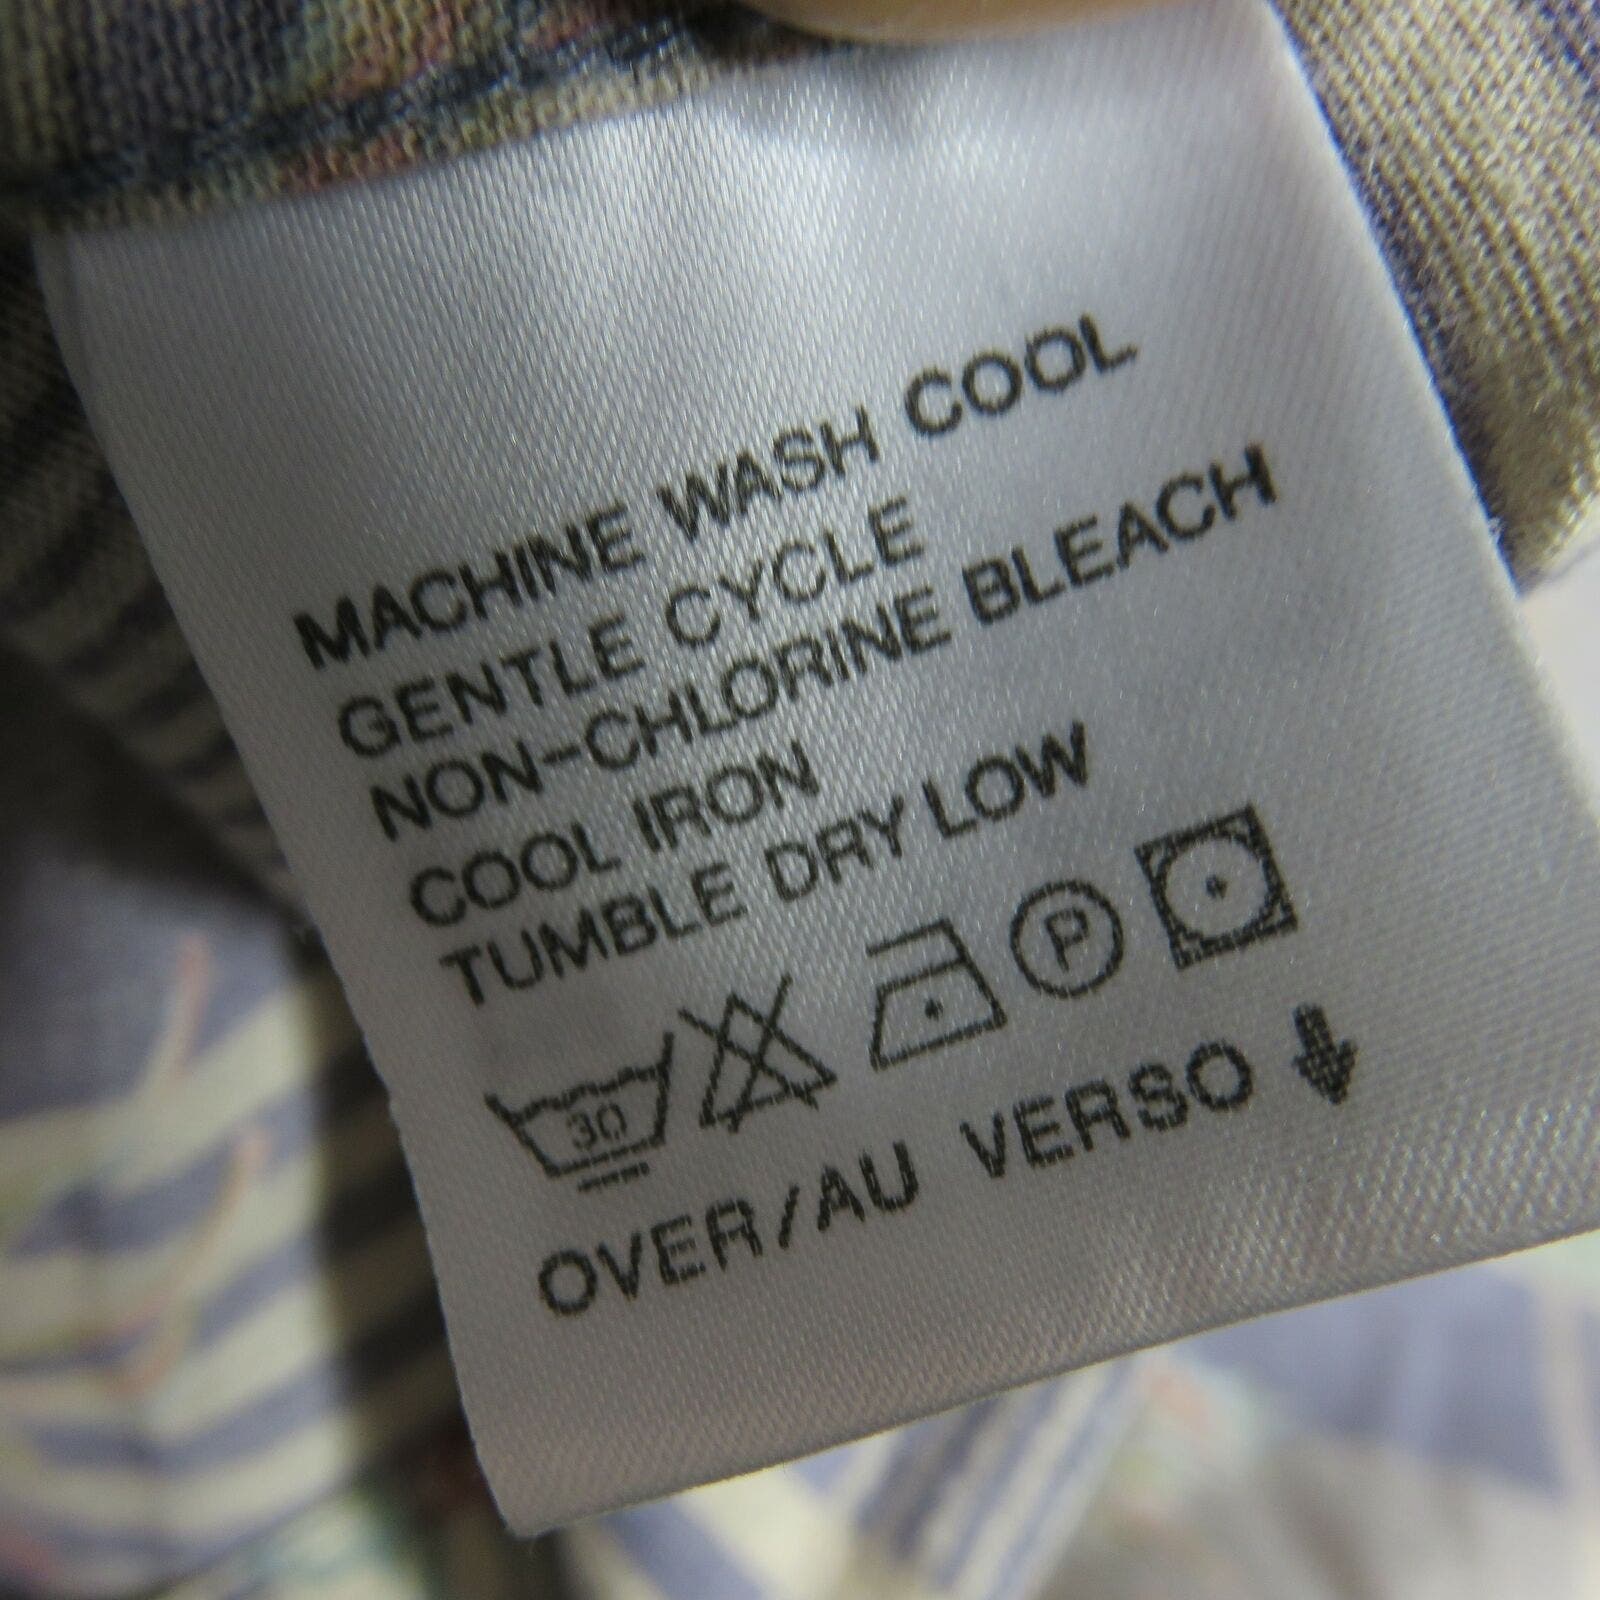 MACHINE WASH COOL
GENTLE CYCLE
NON-CHLORINE BLEACH
COOL IRON
TUMBLE DRY LOW
30 P
OVER/AU VERSO